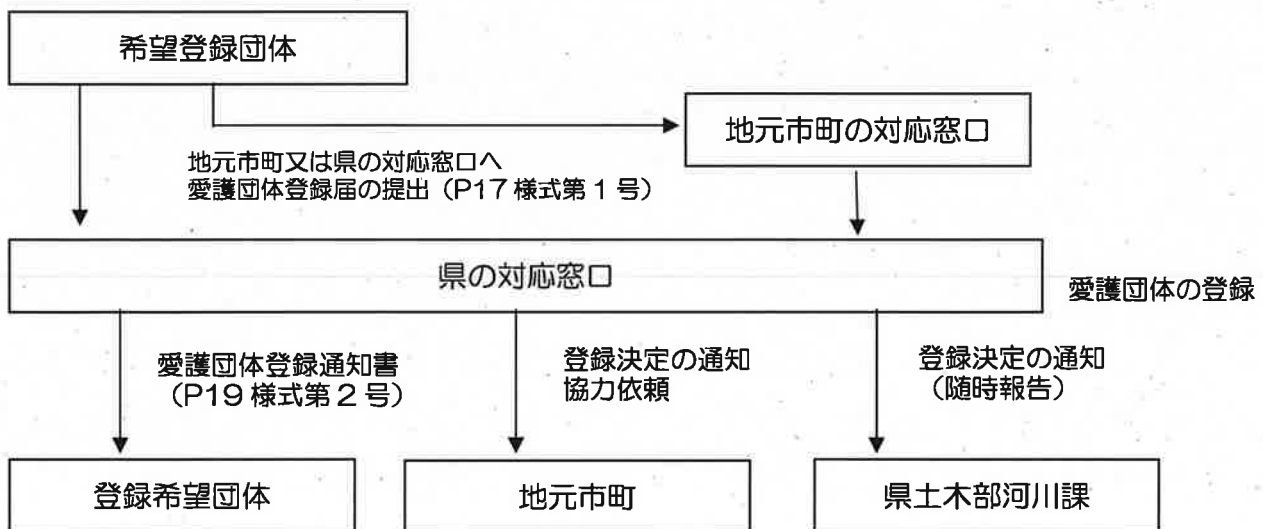 希望登録団体
地元市町の対応窓口
地元市町又は県の対応窓口へ
愛護団体登録届の提出（P17 様式第１号）
県の対応窓口
愛護団体の登録
愛護団体登録通知書
（P19 様式第２号）
登録決定の通知
協力依頼
登録決定の通知
（随時報告）
登録希望団体
地元市町
県土木部河川課